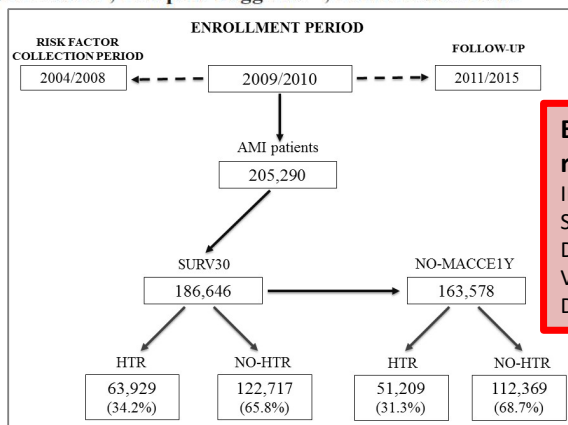 ENROLLMENT PERIOD
RISK FACTOR
COLLECTION PERIOD
FOLLOW-UP
2004/2008
2009/2010
2011/2015
AMI patients
205,290
SURV30
NO-MACCE1Y
186,646
163,578
HTR
NO-HTR
HTR
NO-HTR
63,929
(34.2%)
122,717
(65.8%)
51,209
(31.3%)
112,369
(68.7%)